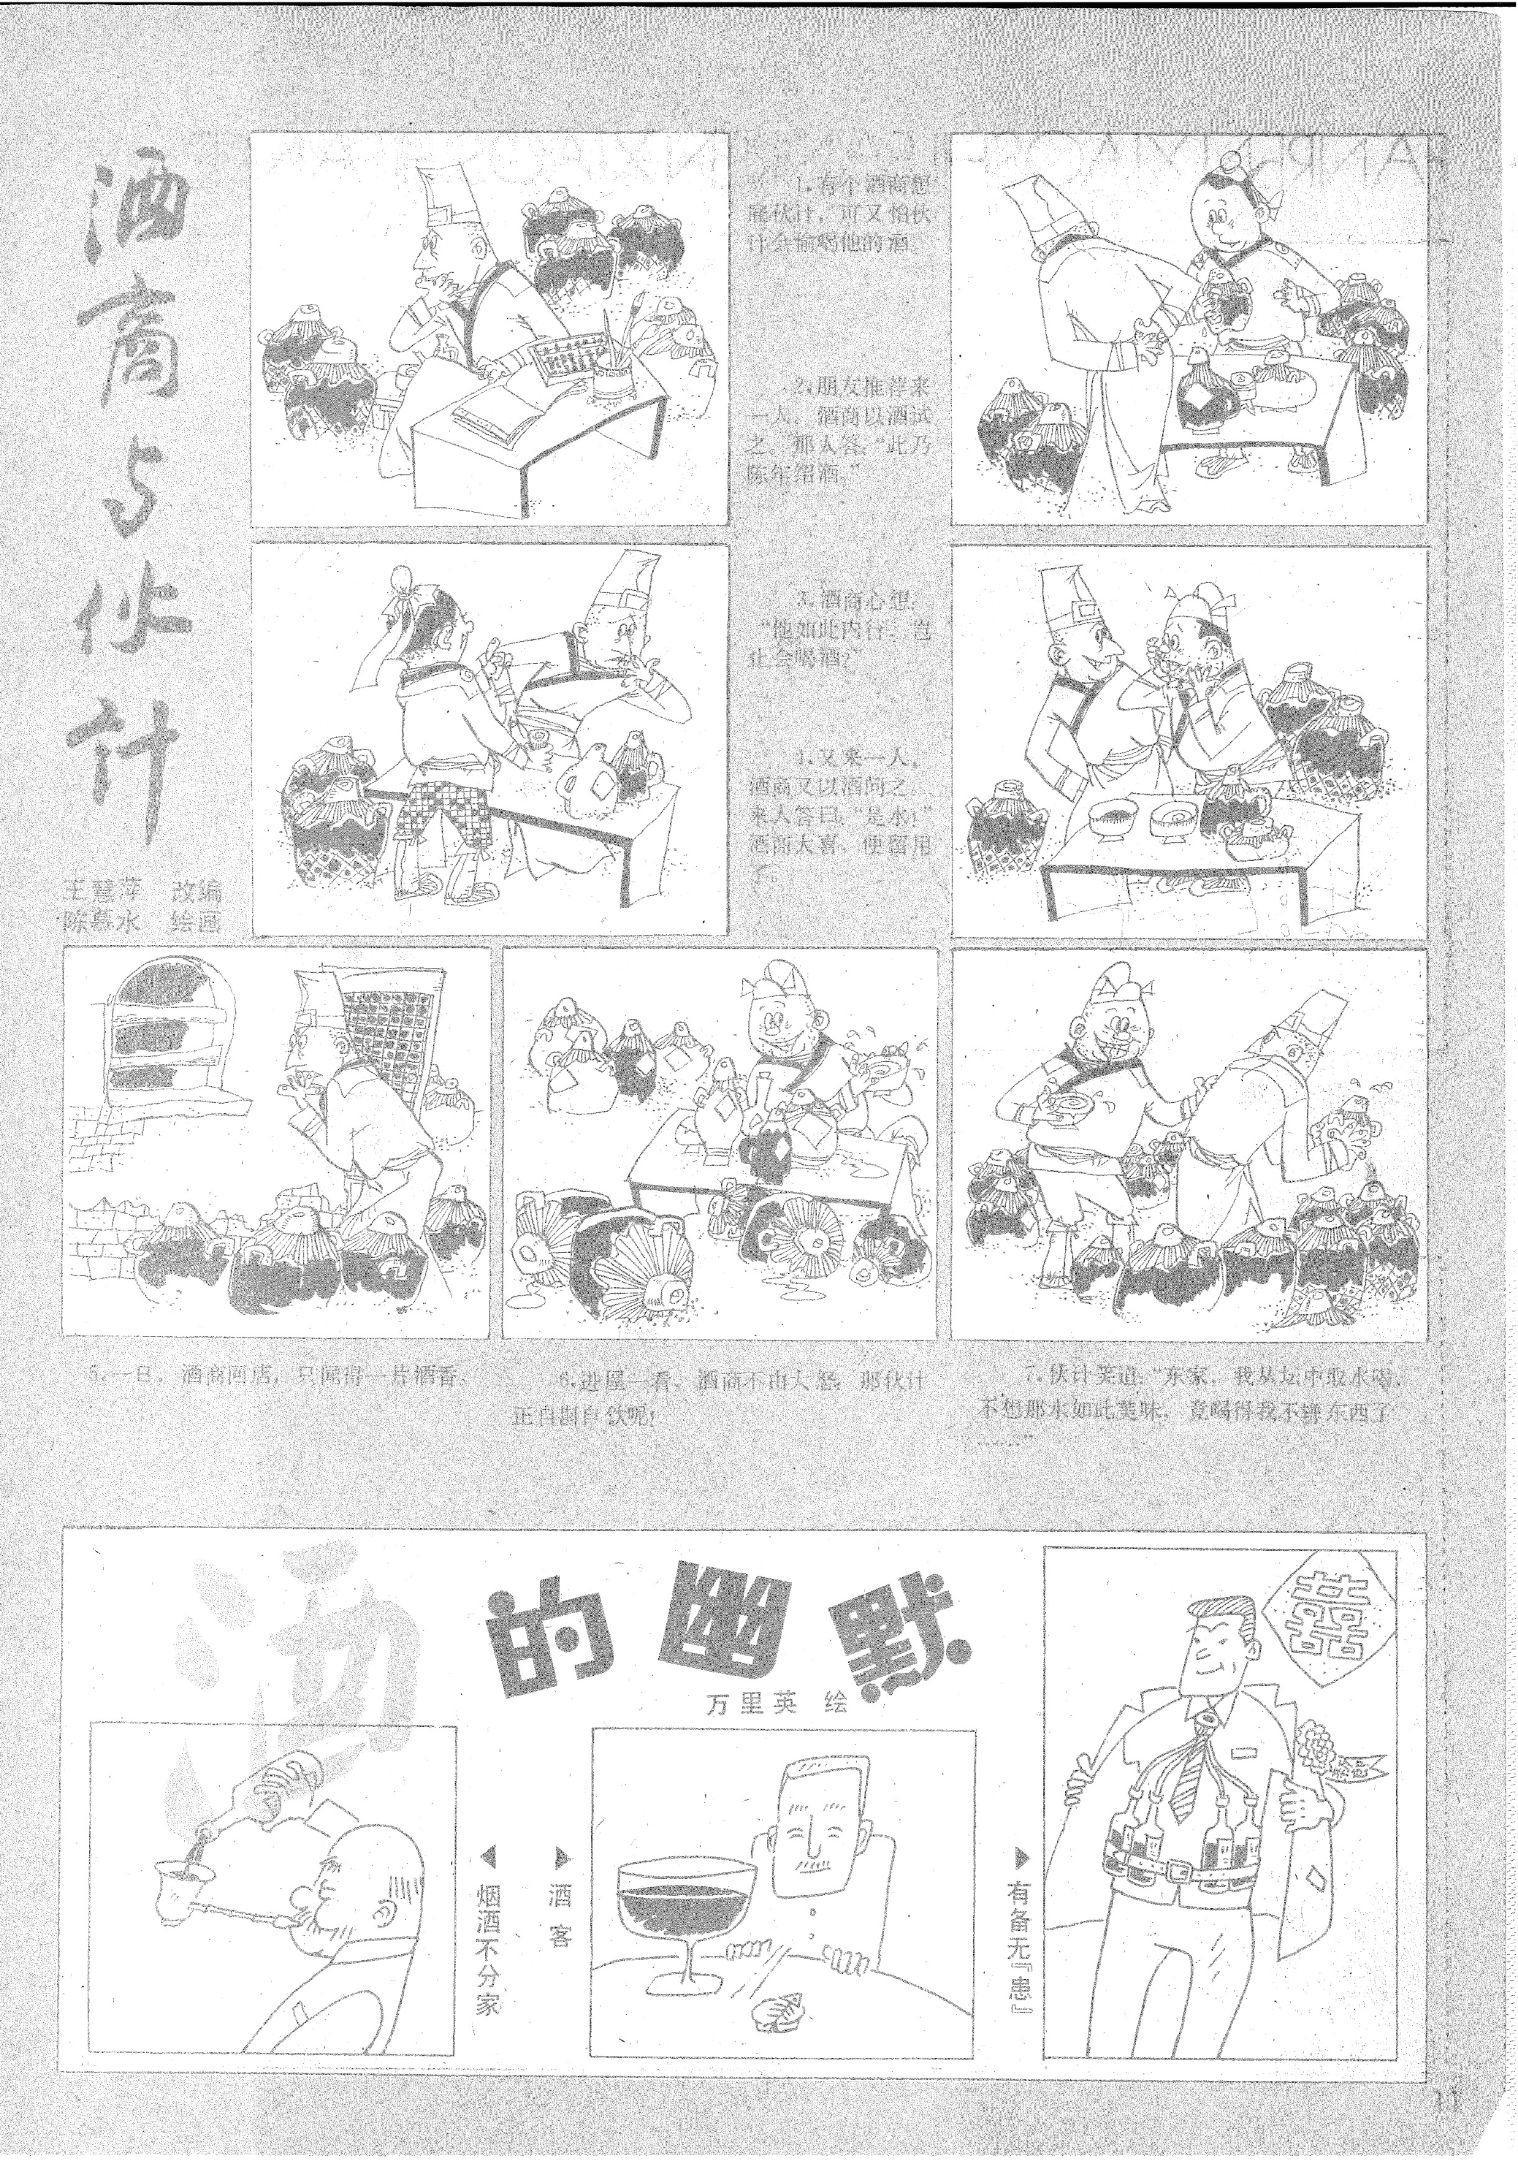 酒商与伙计
王慧萍 改编
陈慕水 绘画
1.有个酒商想
雇伙计，可又怕伙
计会偷喝他的酒
2.朋友推荐来
一人，酒商以酒试
之。那人答：“此乃
陈年绍酒。”
3.酒商心想：
“他如此内行，岂
止会喝酒？”
4.又来一人，
酒商又以酒问之，
来人答曰：“是水！”
酒商大喜，便留用
了。
5.一日，酒商回店，只闻得一片酒香。
6.进屋一看，酒商不由大怒：那伙计
正自斟自饮呢！
7.伙计笑道：“东家，我从坛中取水喝，
不想那水如此美味，竟喝得我不辨东西了
……”
酒的幽默
万里英 绘
烟酒不分家
酒客
有备无『患』
囍
11